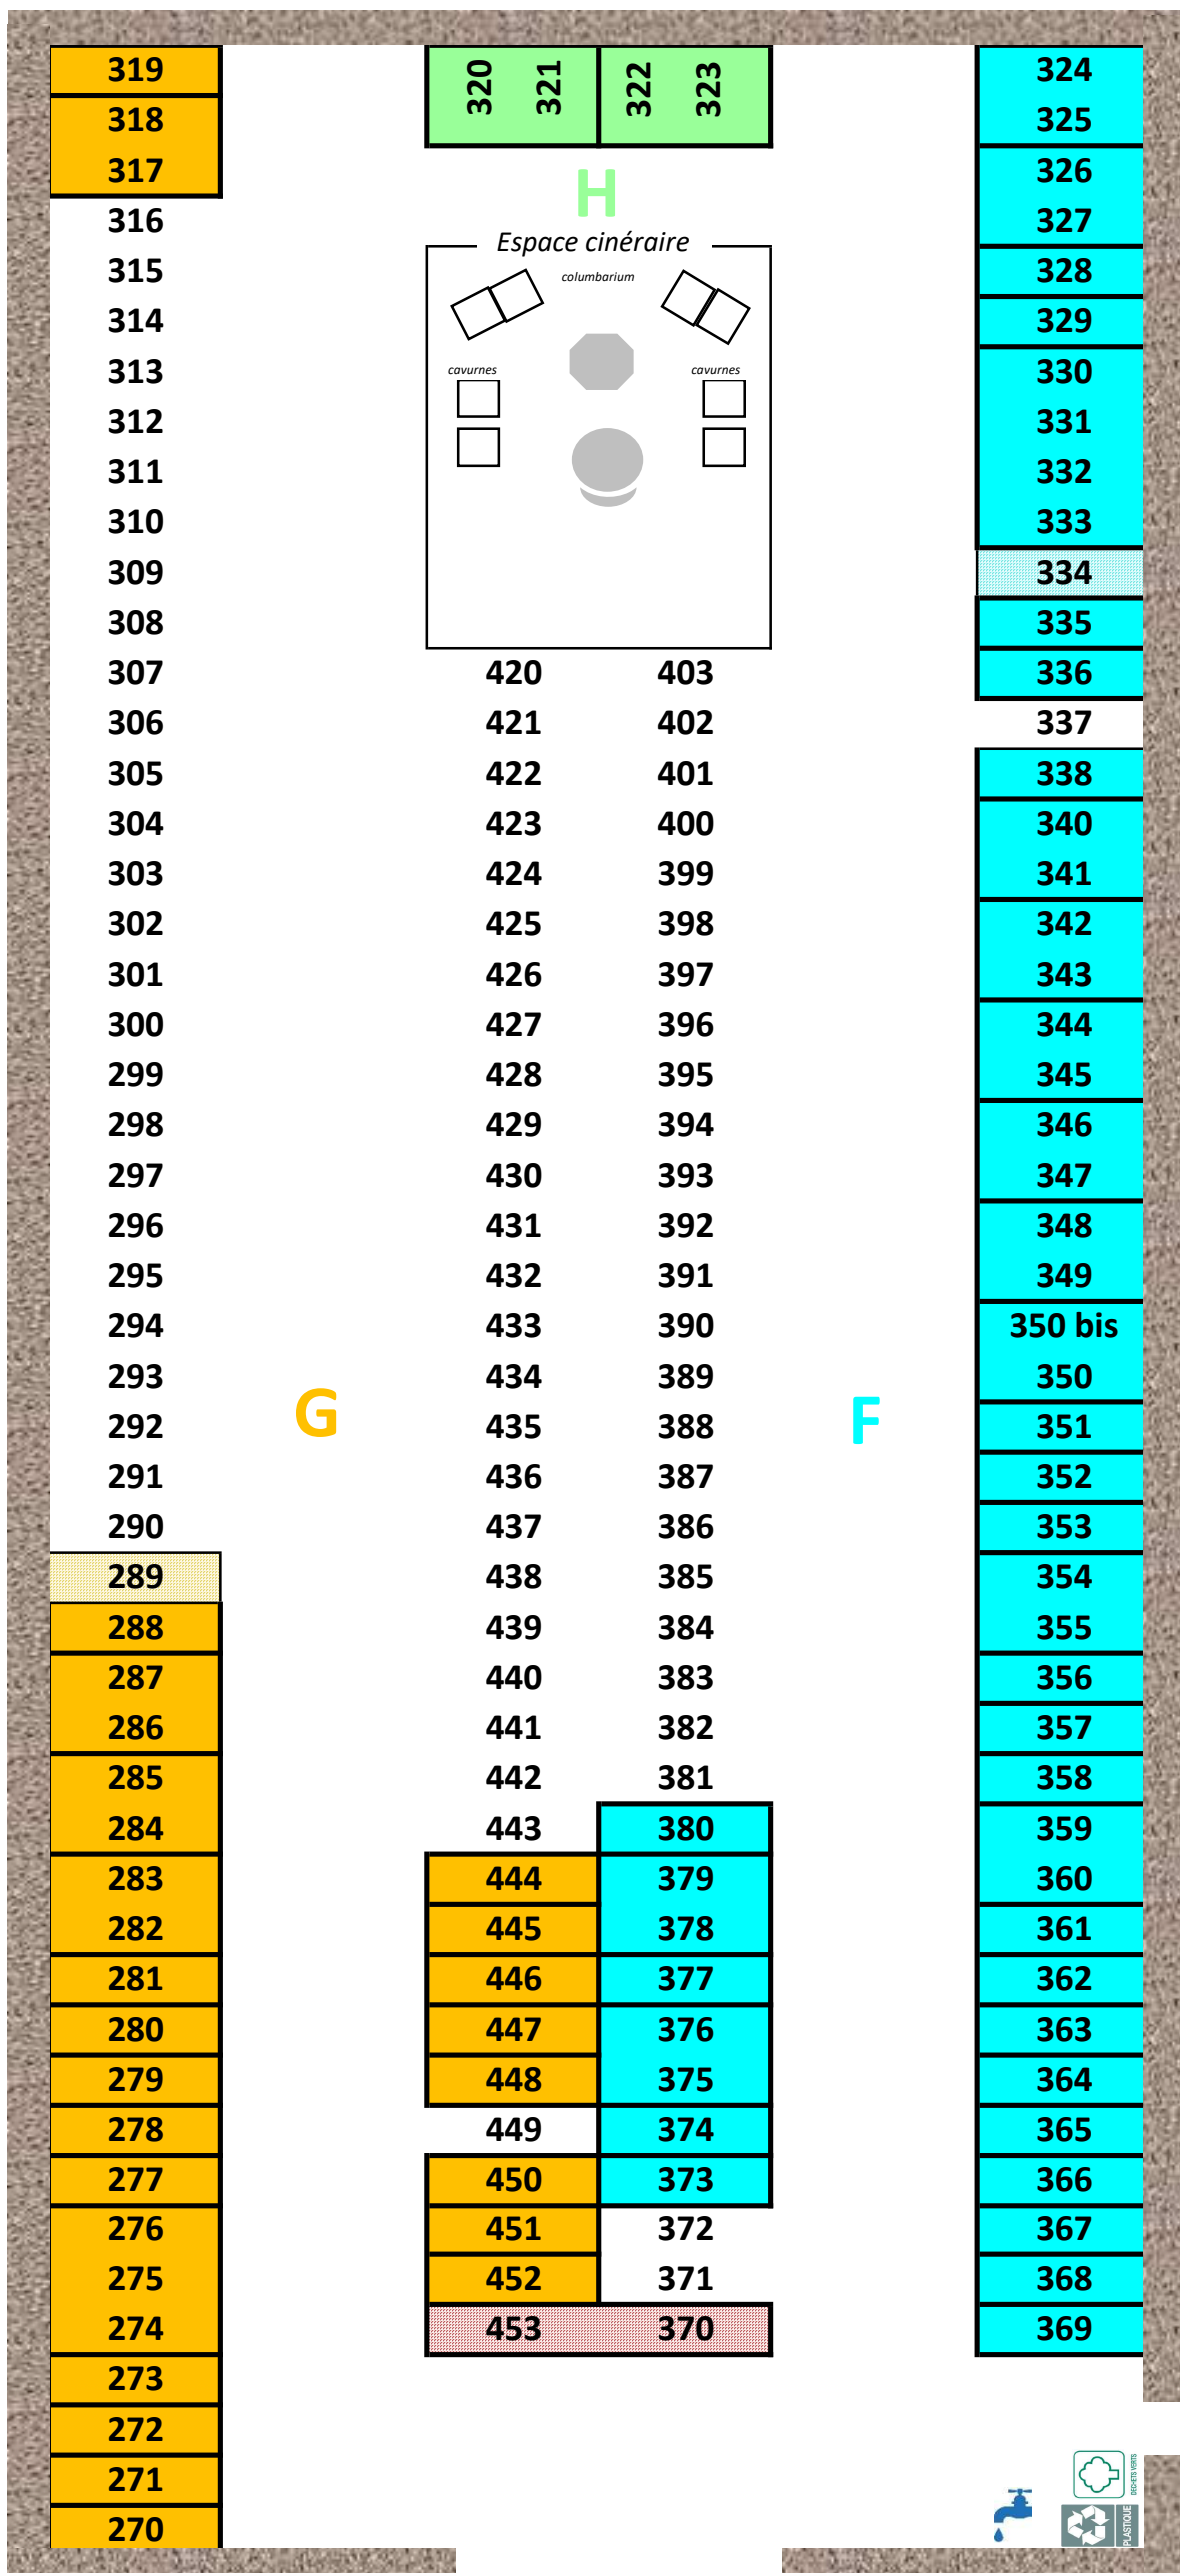 319 320 321 322 323 324
318 325
317 326
H
316 327
Espace cinéraire
315 columbarium 328
314 329
313 cavurnes cavurnes 330
312 331
311 332
310 333
309 334
308 335
307 420 403 336
306 421 402 337
305 422 401 338
304 423 400 340
303 424 399 341
302 425 398 342
301 426 397 343
300 427 396 344
299 428 395 345
298 429 394 346
297 430 393 347
296 431 392 348
295 432 391 349
294 433 390 350 bis
293 434 389 350
G F
292 435 388 351
291 436 387 352
290 437 386 353
289 438 385 354
288 439 384 355
287 440 383 356
286 441 382 357
285 442 381 358
284 443 380 359
283 444 379 360
282 445 378 361
281 446 377 362
280 447 376 363
279 448 375 364
278 449 374 365
277 450 373 366
276 451 372 367
275 452 371 368
274 453 370 369
273
272
271 DECHETS VERTS
270 PLASTIQUE